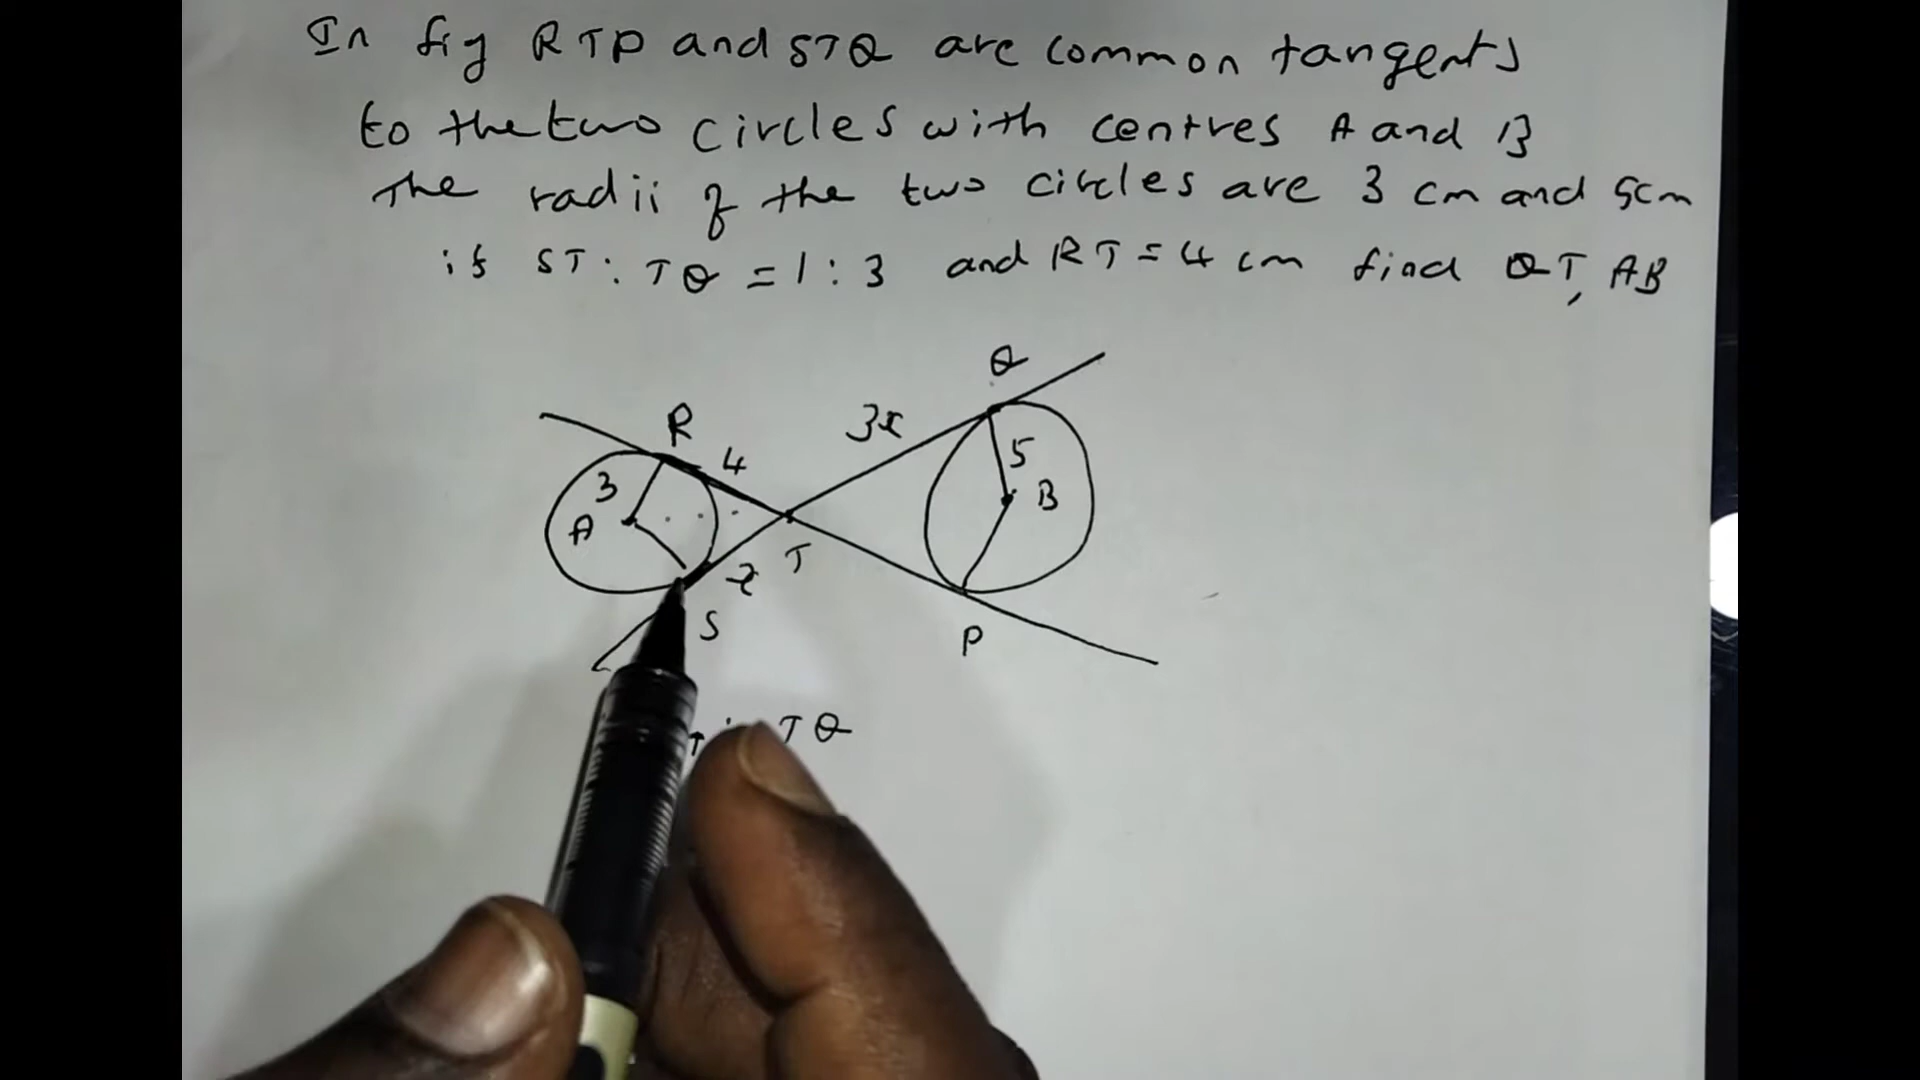 In fig RTP and STQ are common tangents
to the two circles with centres A and B
The radii of the two circles are 3 cm and 5cm
if ST : TQ = 1 : 3 and RT = 4 cm find QT, AB
Q
R 3x
4 5
3 B
A
T
x
S P
TQ